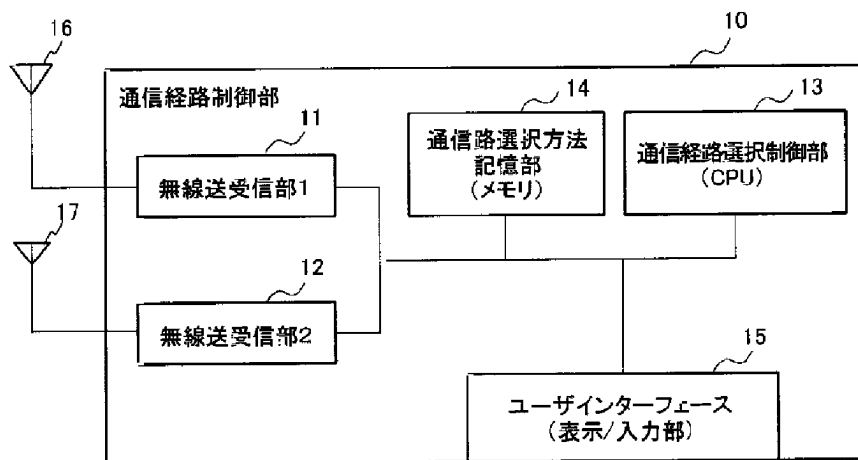 16
10
通信経路制御部
11
14
13
無線送受信部1
通信路選択方法
記憶部
(メモリ)
通信経路選択制御部
(CPU)
17
12
無線送受信部2
15
ユーザインターフェース
(表示/入力部)